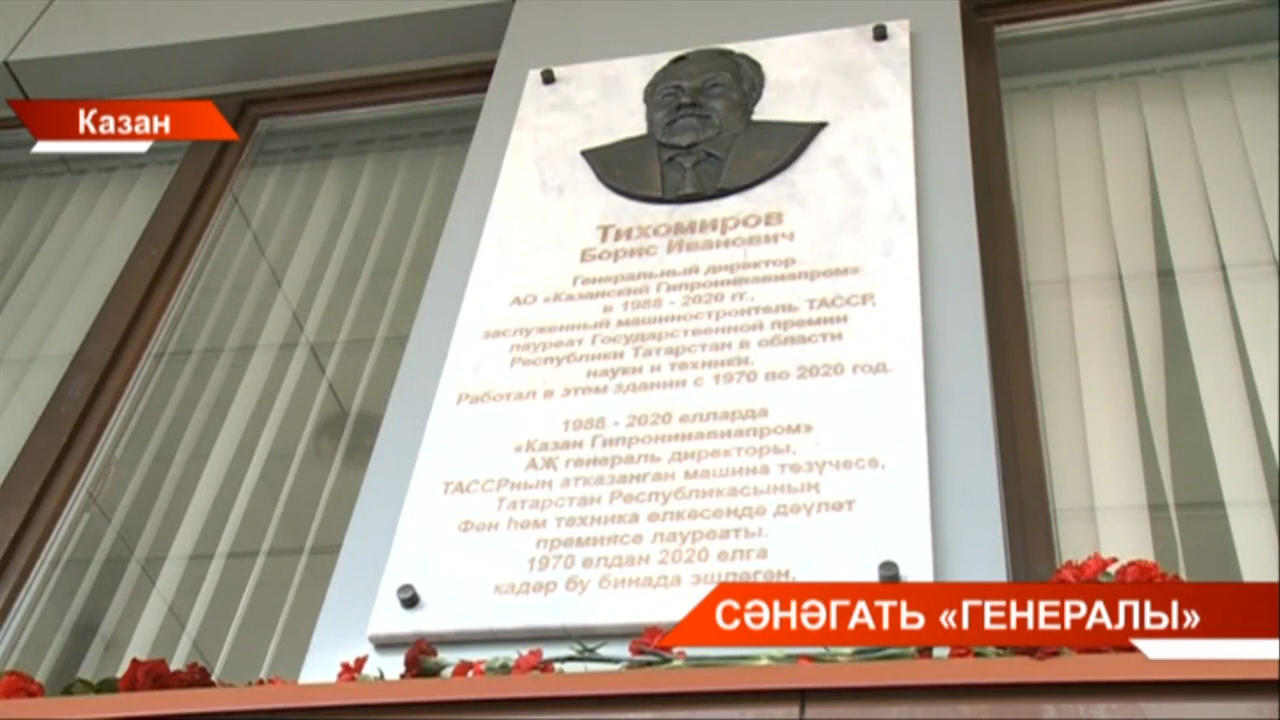 Казан
Тихомиров
Борис Иванович
Генеральный директор
АО «Казанский Гипронииавиапром»
в 1988 - 2020 гг.,
заслуженный машиностроитель ТАССР,
лауреат Государственной премии
Республики Татарстан в области
науки и техники.
Работал в этом здании с 1970 по 2020 год.
1988 - 2020 елларда
«Казан Гипронииавиапром»
АҖ генераль директоры,
ТАССРның атказанган машина төзүчесе,
Татарстан Республикасының
Фән һәм техника өлкәсендә дәүләт
премиясе лауреаты.
1970 елдан 2020 елга
кадәр бу бинада эшләгән.
СӘНӘГАТЬ «ГЕНЕРАЛЫ»